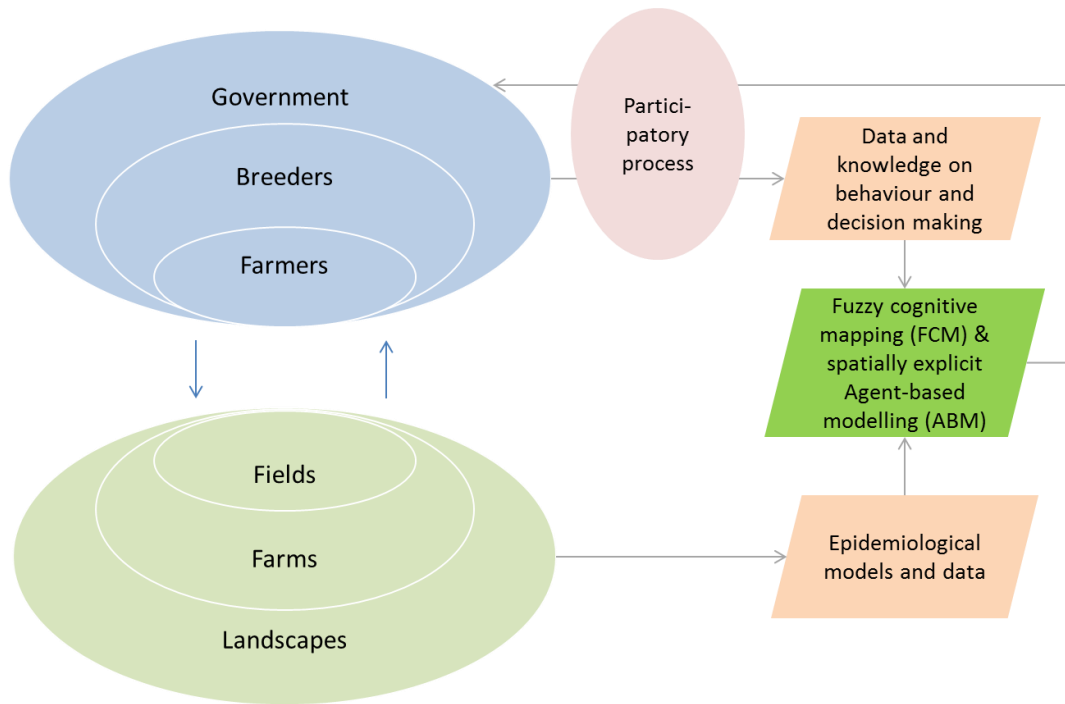 Government
Breeders
Farmers
Partici-
patory
process
Data and
knowledge on
behaviour and
decision making
Fuzzy cognitive
mapping (FCM) &
spatially explicit
Agent-based
modelling (ABM)
Fields
Farms
Landscapes
Epidemiological
models and data